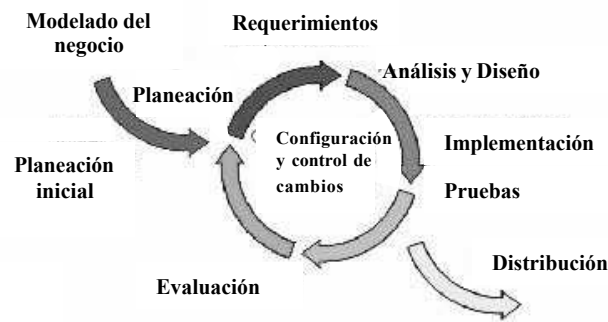 Modelado del
negocio
Requerimientos
Planeación
Análisis y Diseño
Configuración
y control de
cambios
Implementación
Planeación
inicial
Pruebas
Evaluación
Distribución